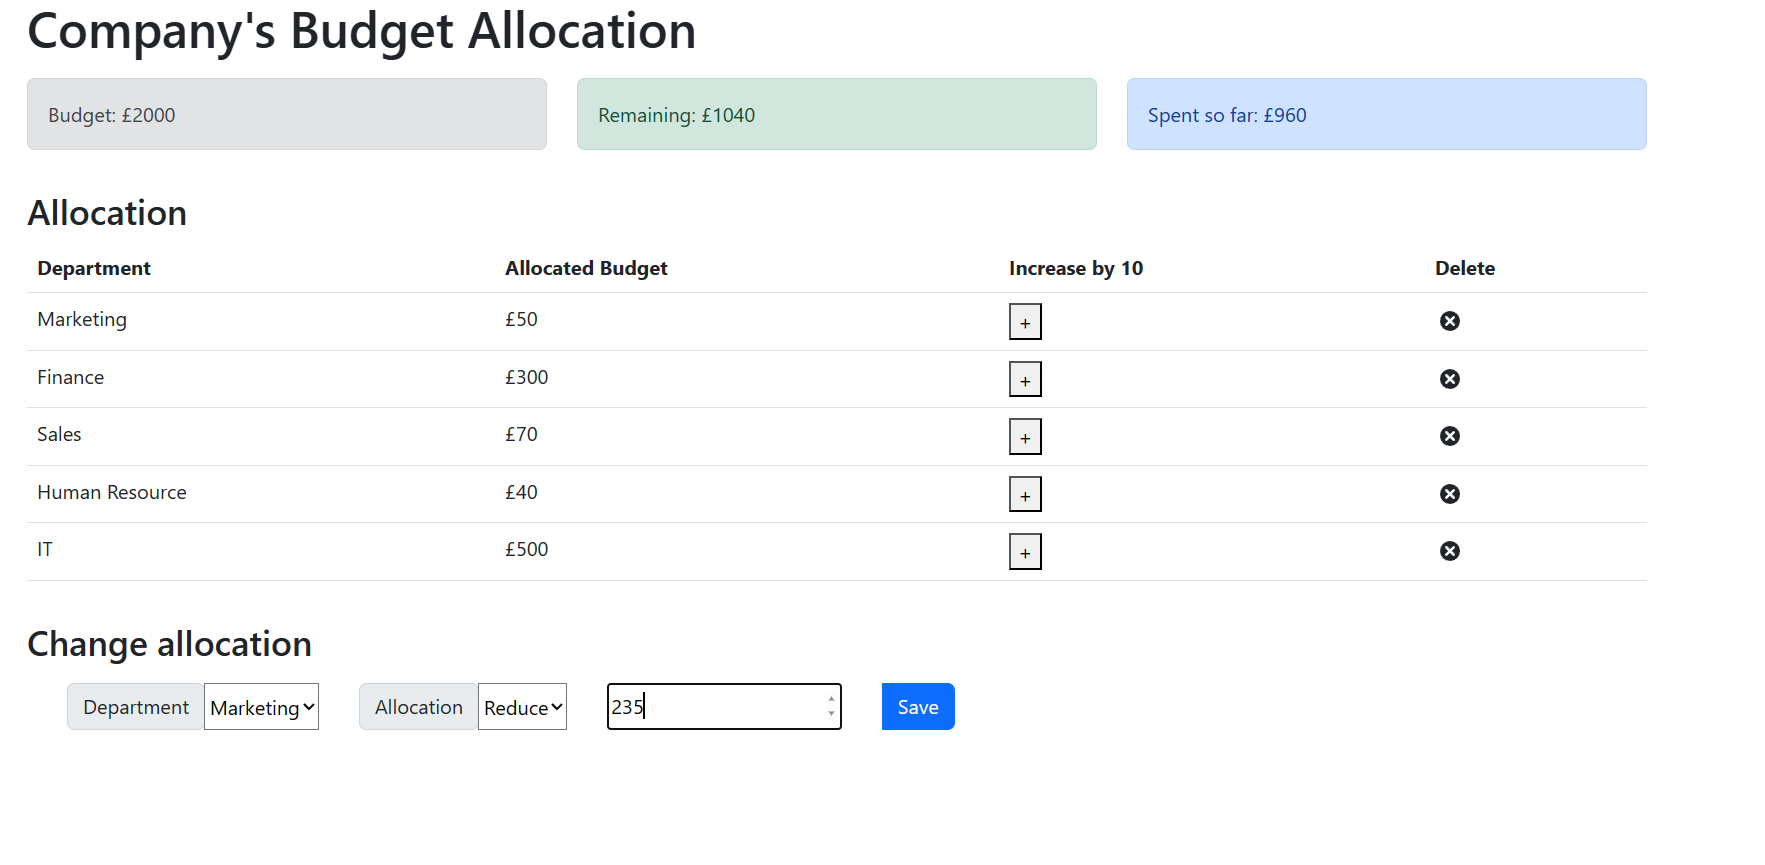 Company's Budget Allocation
Budget: £2000 Remaining: £1040 Spent so far: £960
Allocation
Department Allocated Budget Increase by 10 Delete
Marketing £50 +
Finance £300 +
Sales £70 +
Human Resource £40 +
IT £500 +
Change allocation
Department Marketing Allocation Reduce 235 Save